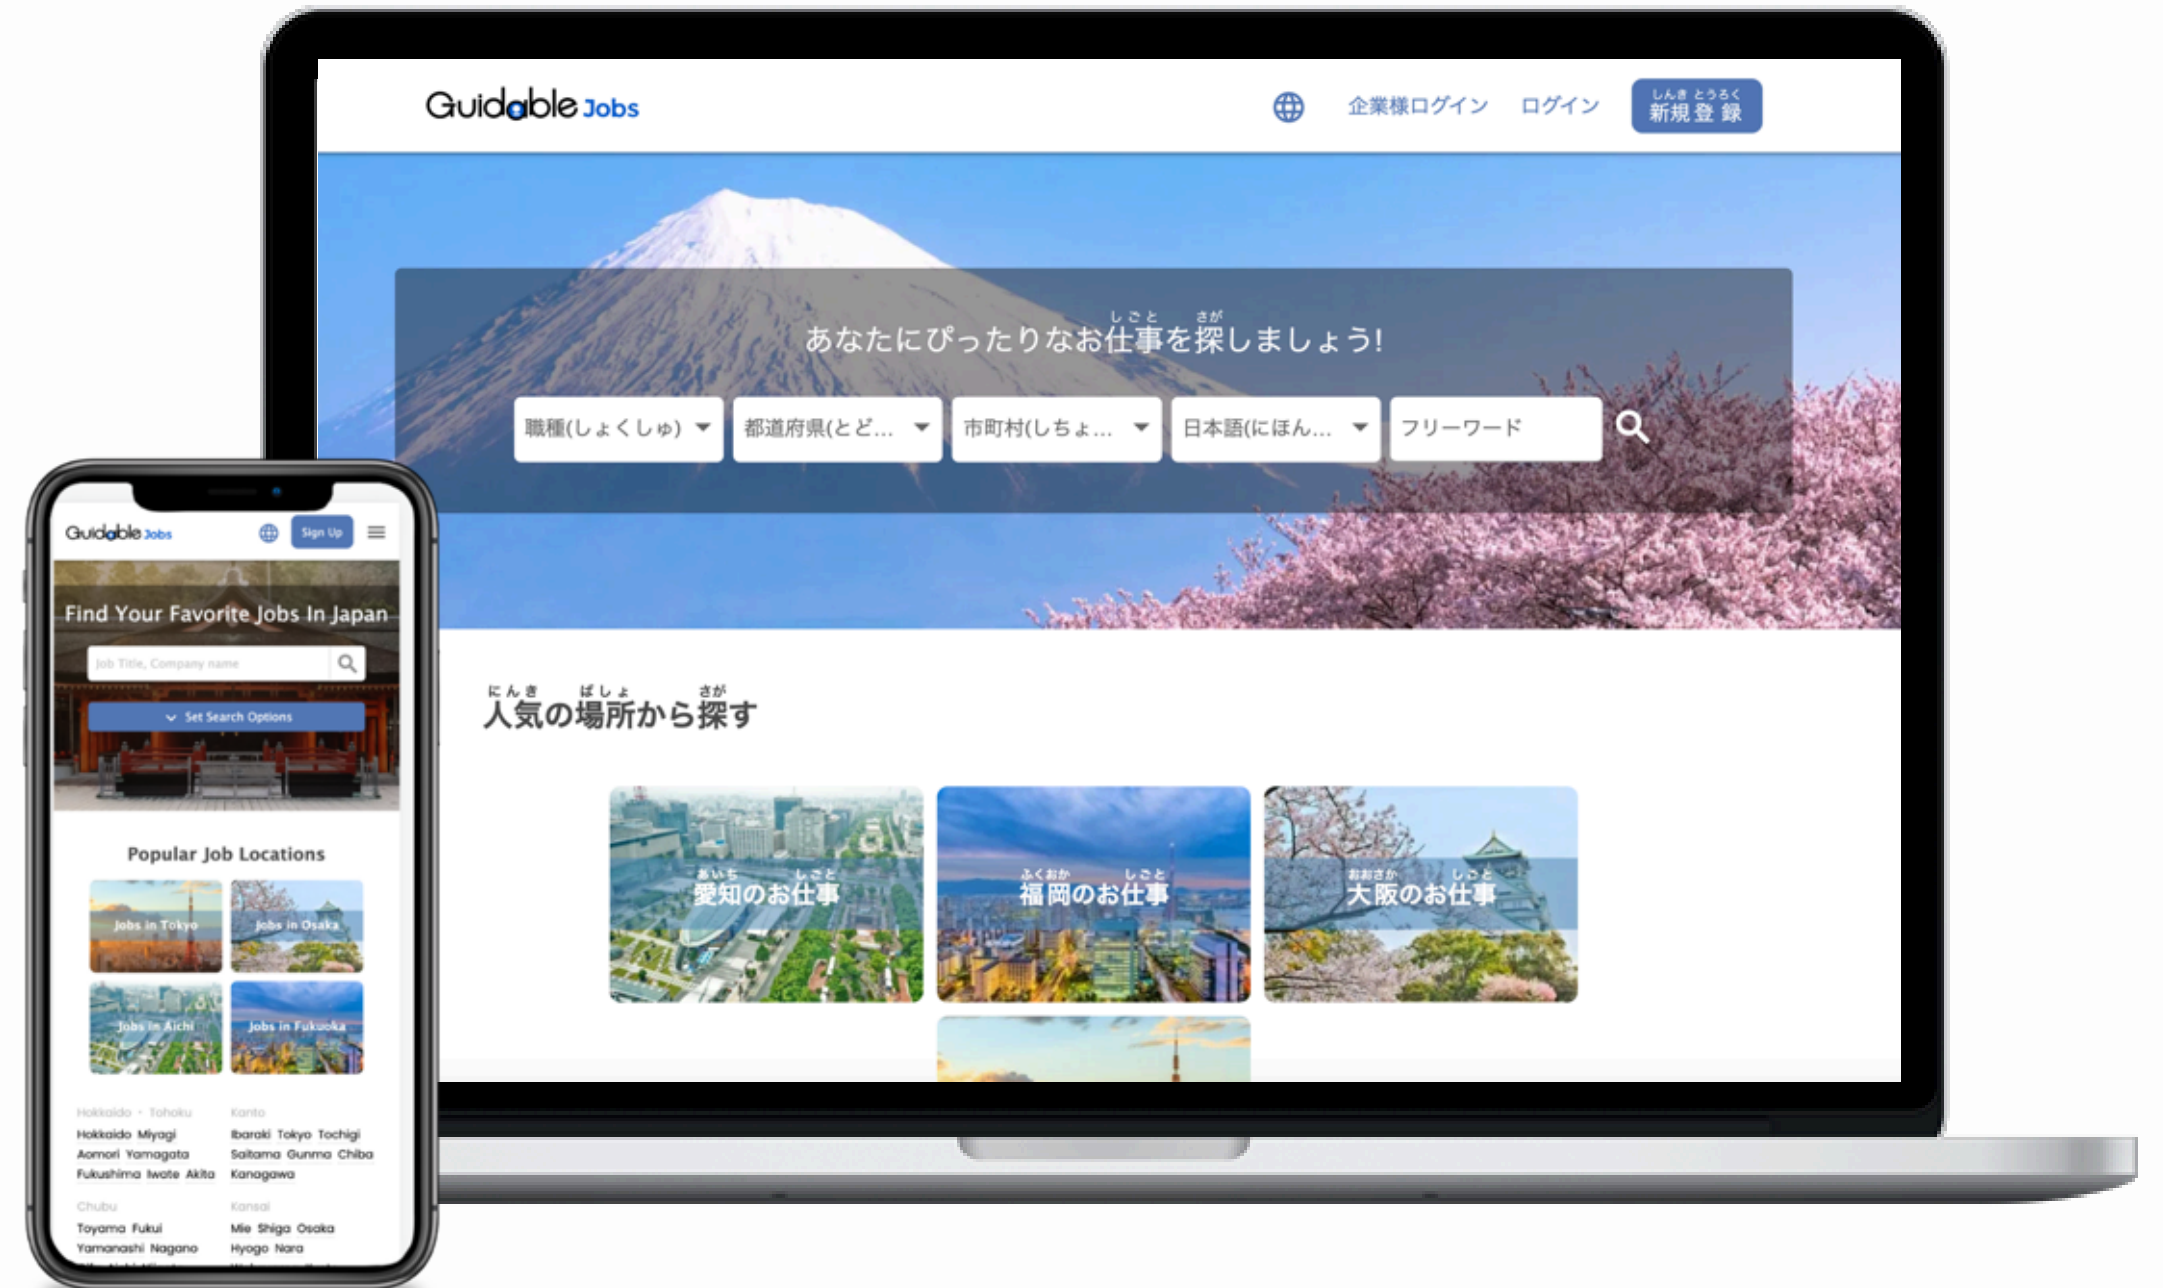 Guidable Jobs
企業様ログイン
ログイン
しんき とうろく
新規登録
しごと さが
あなたにぴったりなお仕事を探しましょう!
職種(しょくしゅ)
都道府県(とど...
市町村(しちょ...
日本語(にほん...
フリーワード
にんき ばしょ さが
人気の場所から探す
あいち しごと
愛知のお仕事
ふくおか しごと
福岡のお仕事
おおさか しごと
大阪のお仕事
Guidable Jobs
Sign Up
Find Your Favorite Jobs In Japan
Job Title, Company name
Set Search Options
Popular Job Locations
Jobs in Tokyo
Jobs in Osaka
Jobs in Aichi
Jobs in Fukuoka
Hokkaido・Tohoku
Hokkaido Miyagi
Aomori Yamagata
Fukushima Iwate Akita
Kanto
Ibaraki Tokyo Tochigi
Saitama Gunma Chiba
Kanagawa
Chubu
Toyama Fukui
Yamanashi Nagano
Kansai
Mie Shiga Osaka
Hyogo Nara